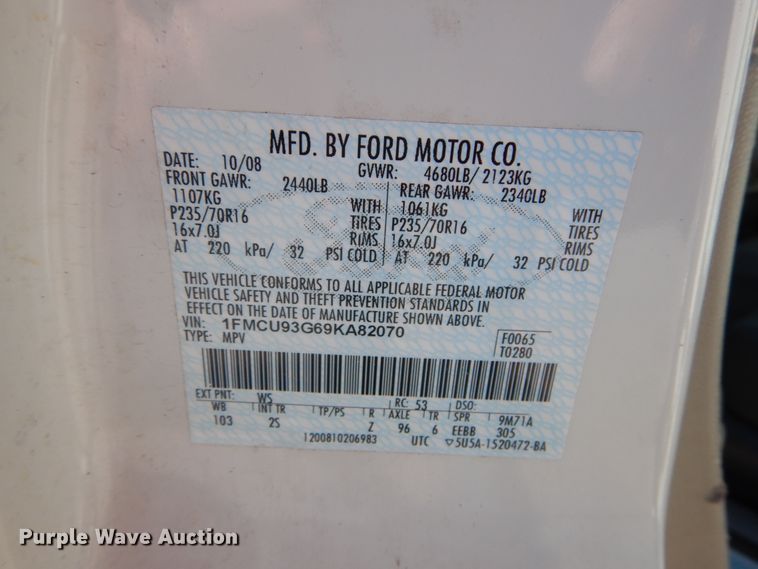 MFD. BY FORD MOTOR CO.
DATE: 10/08 GVWR: 4680LB/ 2123KG
FRONT GAWR: 2440LB REAR GAWR: 2340LB
1107KG WITH 1061KG WITH
P235/70R16 TIRES P235/70R16 TIRES
16x7.0J RIMS 16x7.0J RIMS
AT 220 kPa/ 32 PSI COLD AT 220 kPa/ 32 PSI COLD
THIS VEHICLE CONFORMS TO ALL APPLICABLE FEDERAL MOTOR
VEHICLE SAFETY AND THEFT PREVENTION STANDARDS IN
EFFECT ON THE DATE OF MANUFACTURE SHOWN ABOVE.
VIN: 1FMCU93G69KA82070 F0065
TYPE: MPV T0280
EXT PNT: WS RC: 53 DSO:
WB INT TR TP/PS R AXLE TR SPR 9M71A
103 2S Z 96 6 EEBB 305
1200810206983 UTC ▽5U5A-1520472-BA
Purple Wave Auction